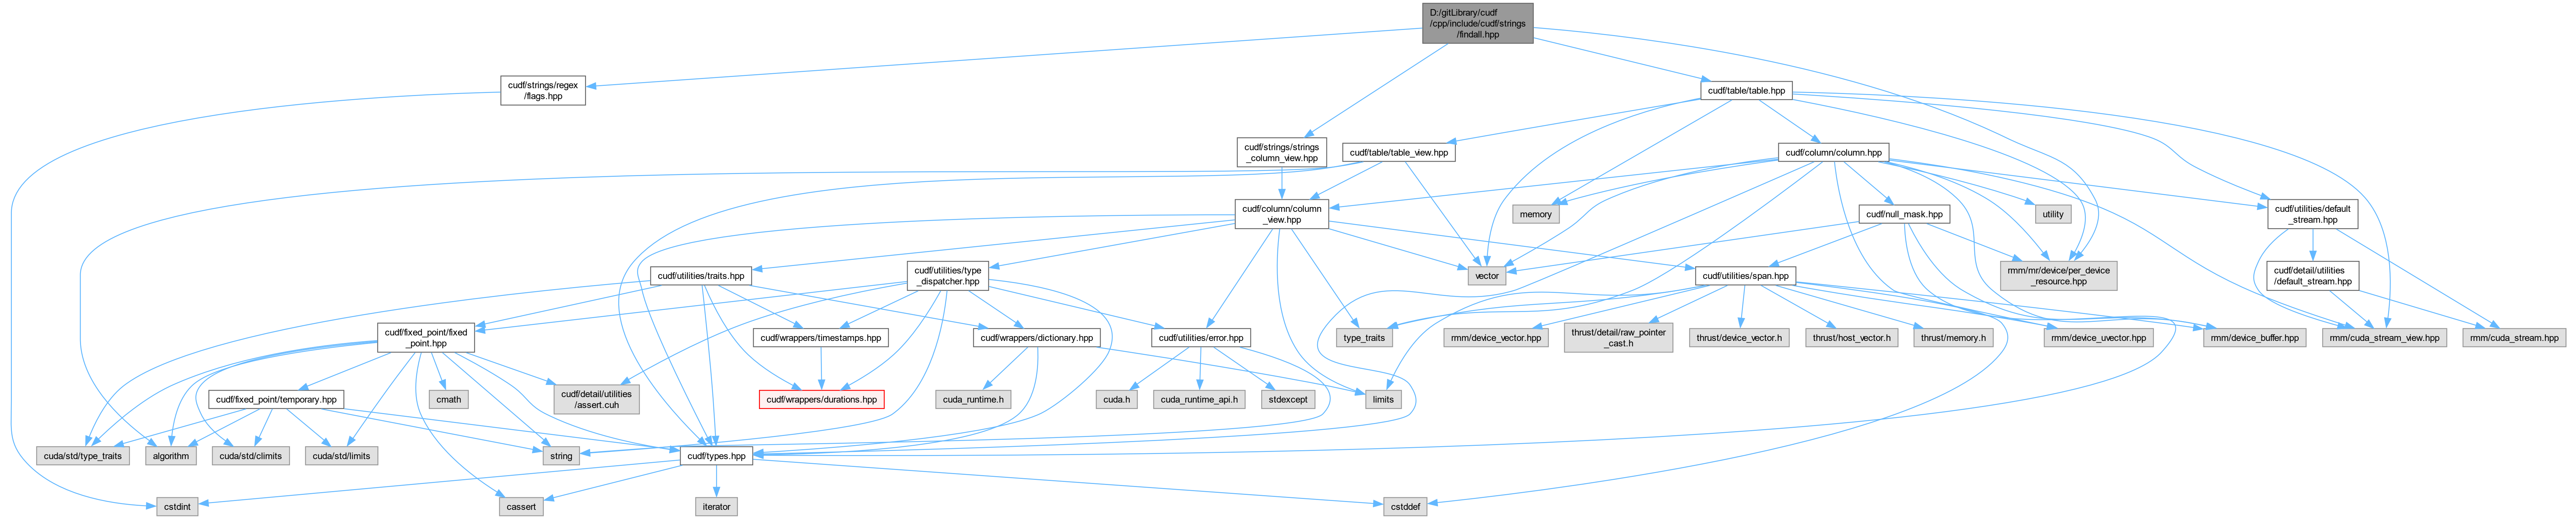 D:/gitLibrary/cudf
/cpp/include/cudf/strings
/findall.hpp
cudf/strings/regex
/flags.hpp
cudf/table/table.hpp
cudf/strings/strings
_column_view.hpp
cudf/table/table_view.hpp
cudf/column/column.hpp
cudf/column/column
_view.hpp
memory
cudf/null_mask.hpp
utility
cudf/utilities/default
_stream.hpp
cudf/utilities/traits.hpp
cudf/utilities/type
_dispatcher.hpp
vector
cudf/utilities/span.hpp
rmm/mr/device/per_device
_resource.hpp
cudf/detail/utilities
/default_stream.hpp
cudf/fixed_point/fixed
_point.hpp
cudf/wrappers/timestamps.hpp
cudf/wrappers/dictionary.hpp
cudf/utilities/error.hpp
type_traits
rmm/device_vector.hpp
thrust/detail/raw_pointer
_cast.h
thrust/device_vector.h
thrust/host_vector.h
thrust/memory.h
rmm/device_uvector.hpp
rmm/device_buffer.hpp
rmm/cuda_stream_view.hpp
rmm/cuda_stream.hpp
cudf/fixed_point/temporary.hpp
cmath
cudf/detail/utilities
/assert.cuh
cudf/wrappers/durations.hpp
cuda_runtime.h
cuda.h
cuda_runtime_api.h
stdexcept
limits
cuda/std/type_traits
algorithm
cuda/std/climits
cuda/std/limits
string
cudf/types.hpp
cstdint
cassert
iterator
cstddef